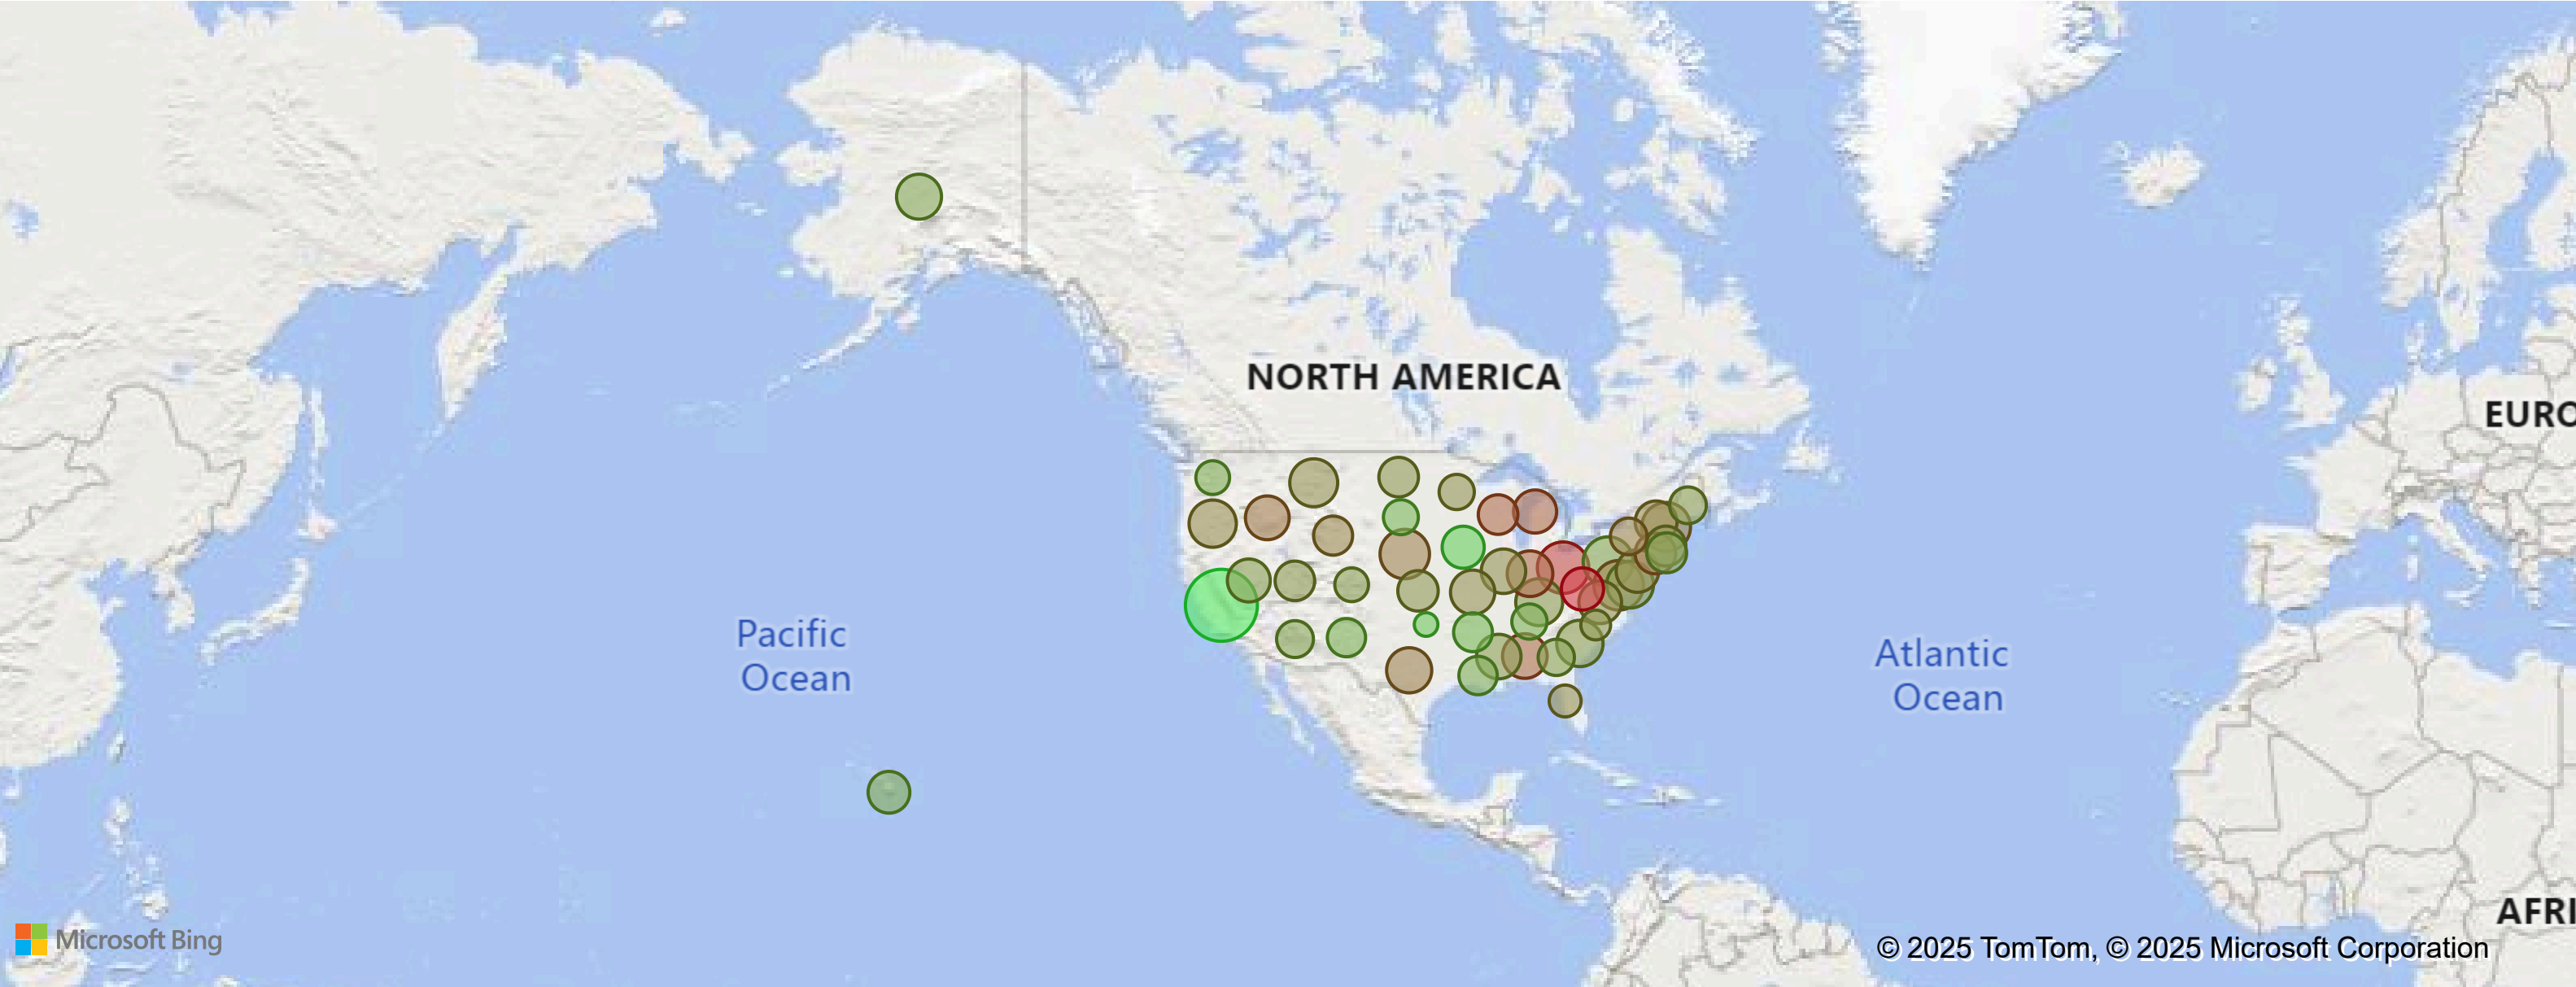 NORTH AMERICA
EURO
Pacific
Ocean
Atlantic
Ocean
AFRI
Microsoft Bing
© 2025 TomTom, © 2025 Microsoft Corporation